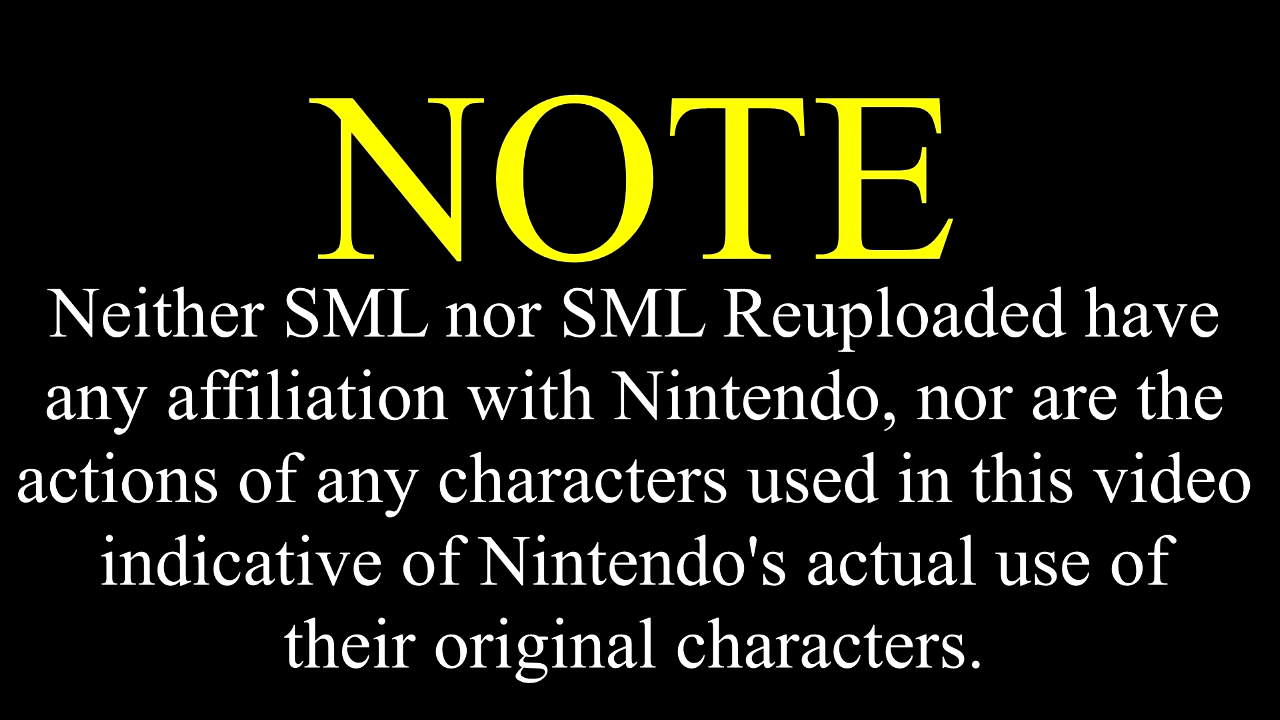 NOTE
Neither SML nor SML Reuploaded have
any affiliation with Nintendo, nor are the
actions of any characters used in this video
indicative of Nintendo's actual use of
their original characters.